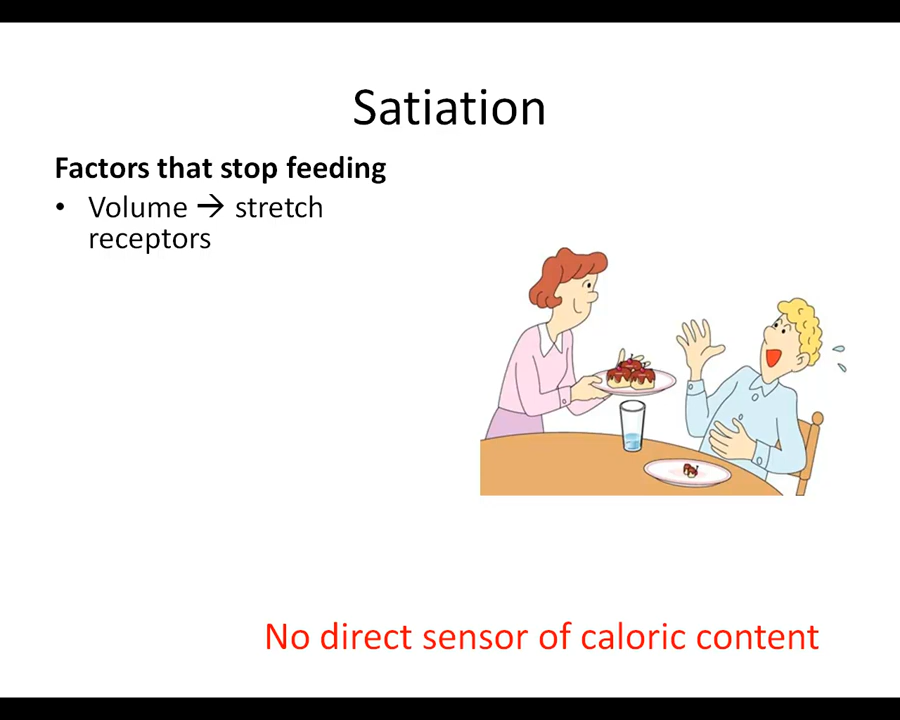 Satiation
Factors that stop feeding
• Volume → stretch
receptors
No direct sensor of caloric content